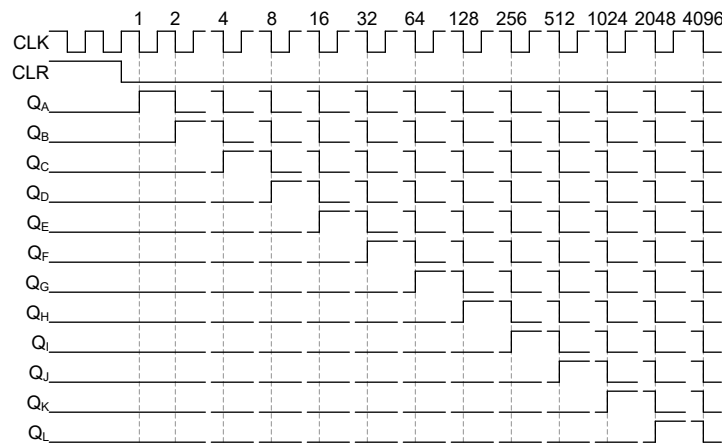 1 2 4 8 16 32 64 128 256 512 1024 2048 4096
CLK
CLR
QA
QB
QC
QD
QE
QF
QG
QH
QI
QJ
QK
QL